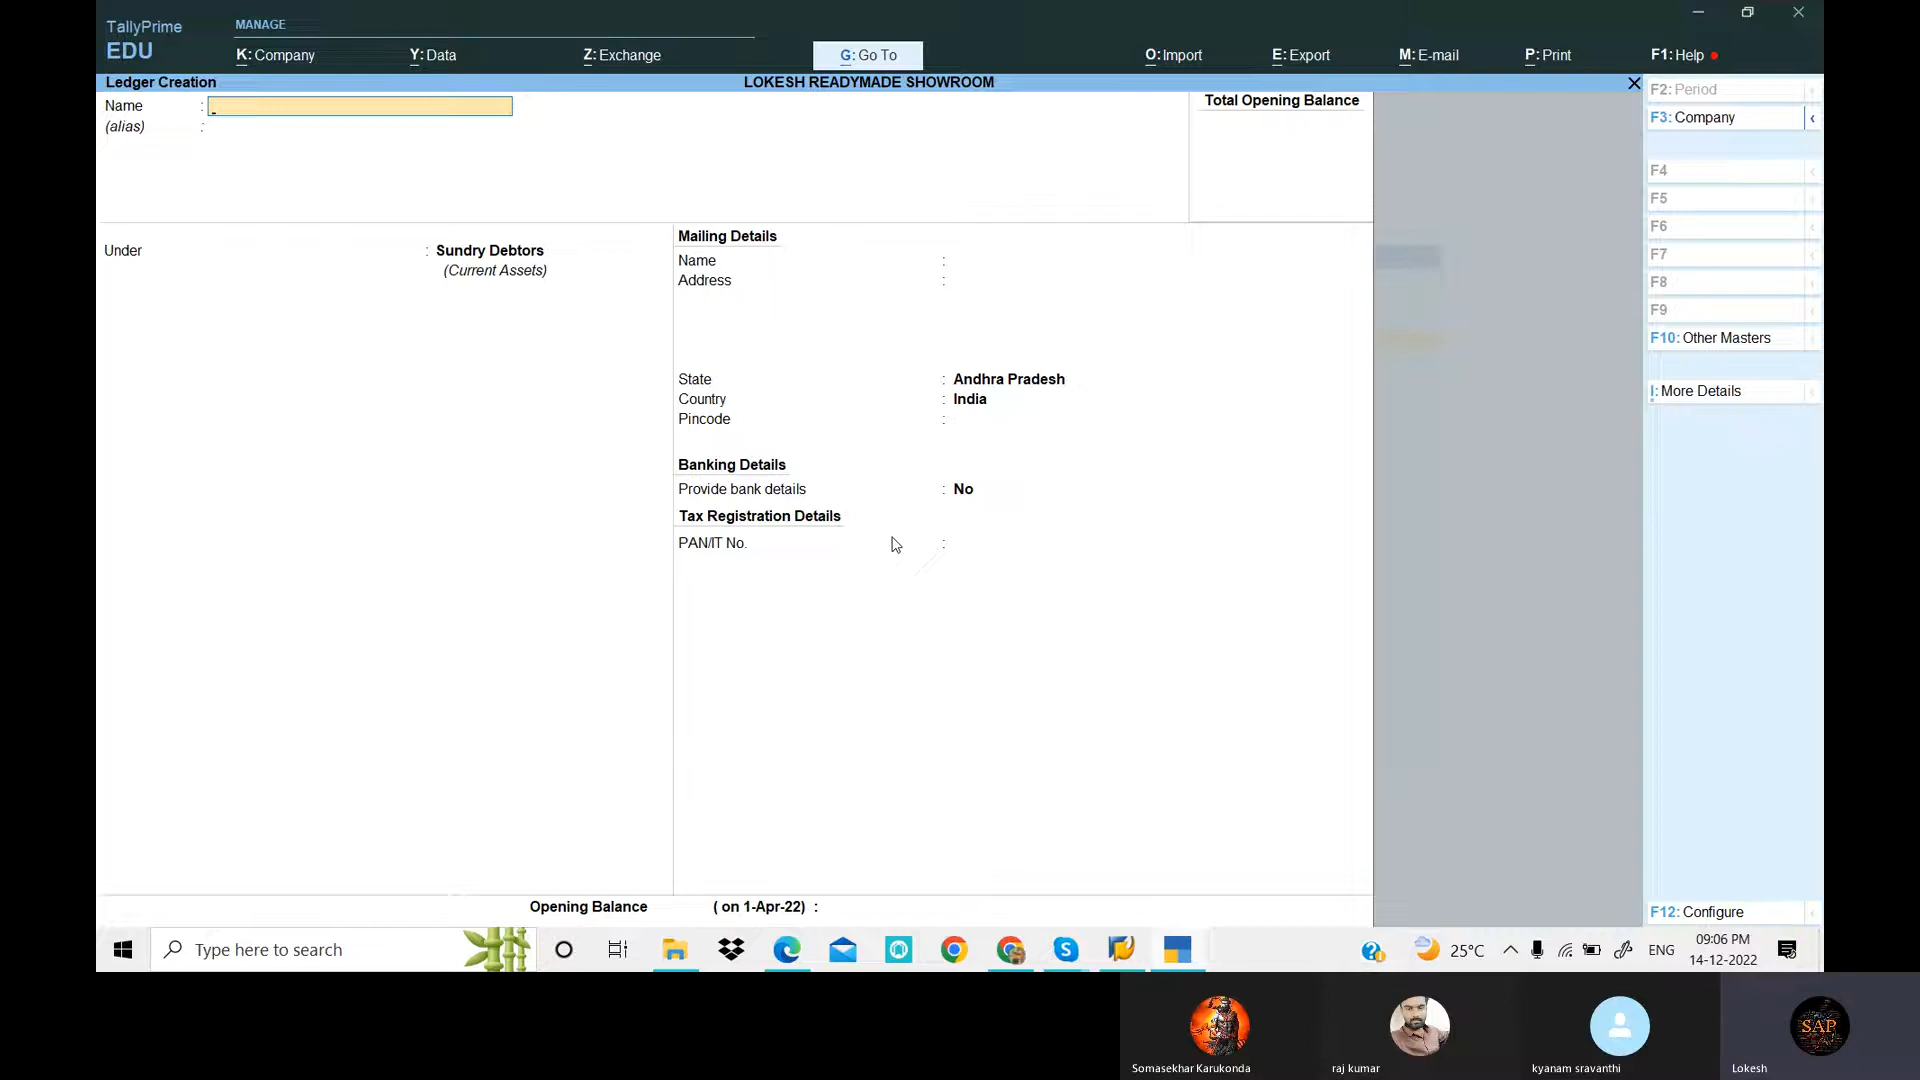 TallyPrime
EDU
MANAGE
K: Company
Y: Data
Z: Exchange
G: Go To
O: Import
E: Export
M: E-mail
P: Print
F1: Help
Ledger Creation
LOKESH READYMADE SHOWROOM
Name :
(alias) :
Total Opening Balance
Under : Sundry Debtors
(Current Assets)
Mailing Details
Name :
Address :
State : Andhra Pradesh
Country : India
Pincode :
Banking Details
Provide bank details : No
Tax Registration Details
PAN/IT No. :
Opening Balance ( on 1-Apr-22) :
F2: Period
F3: Company
F4
F5
F6
F7
F8
F9
F10: Other Masters
I: More Details
F12: Configure
Type here to search
25°C
ENG
09:06 PM
14-12-2022
Somasekhar Karukonda
raj kumar
kyanam sravanthi
SAP
Lokesh